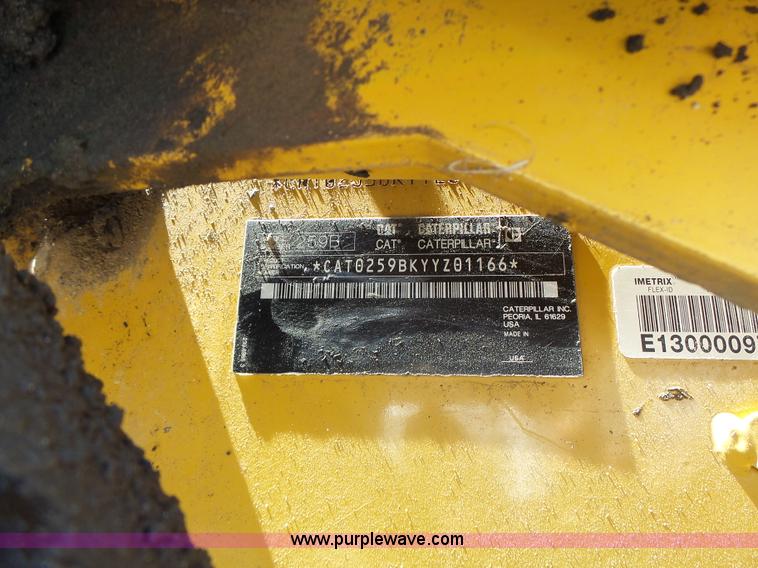 259B
CAT CATERPILLAR
CAT® CATERPILLAR®
*CAT0259BKYYZ01166*
CATERPILLAR INC.
PEORIA, IL 61629
USA
MADE IN
USA
IMETRIX
FLEX-ID
E1300009
www.purplewave.com